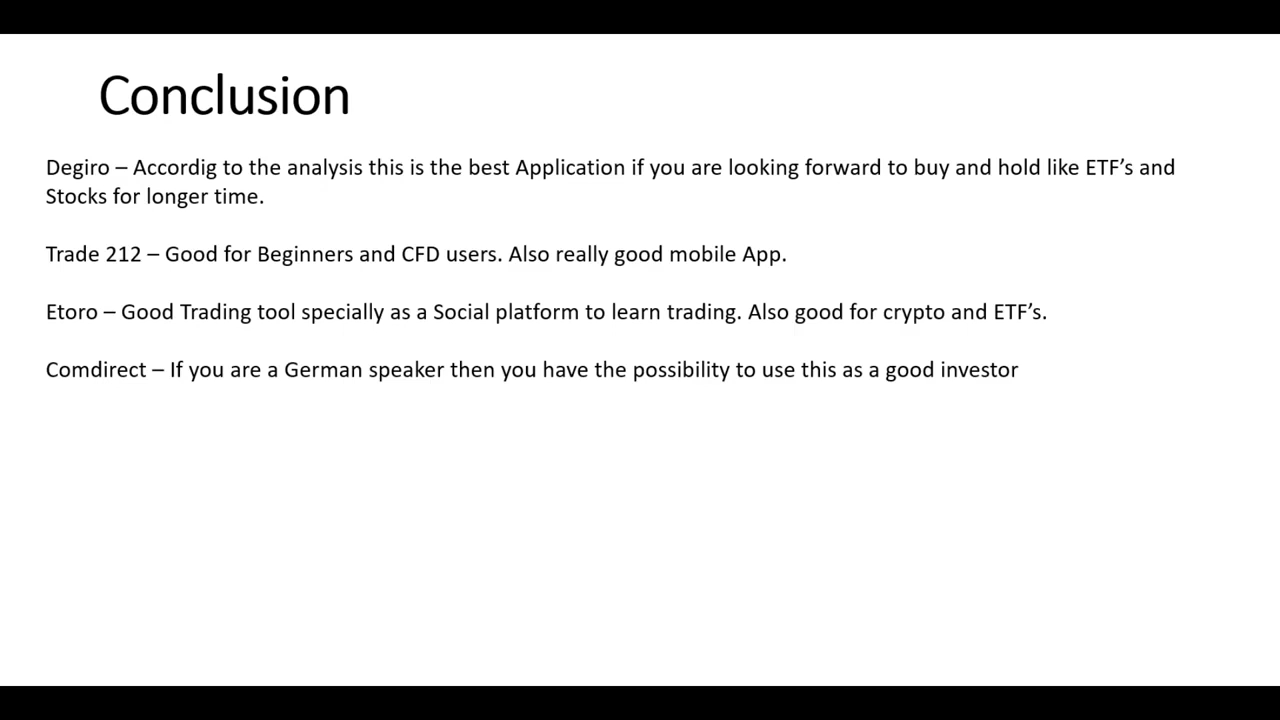 Conclusion
Degiro – Accordig to the analysis this is the best Application if you are looking forward to buy and hold like ETF’s and
Stocks for longer time.
Trade 212 – Good for Beginners and CFD users. Also really good mobile App.
Etoro – Good Trading tool specially as a Social platform to learn trading. Also good for crypto and ETF’s.
Comdirect – If you are a German speaker then you have the possibility to use this as a good investor